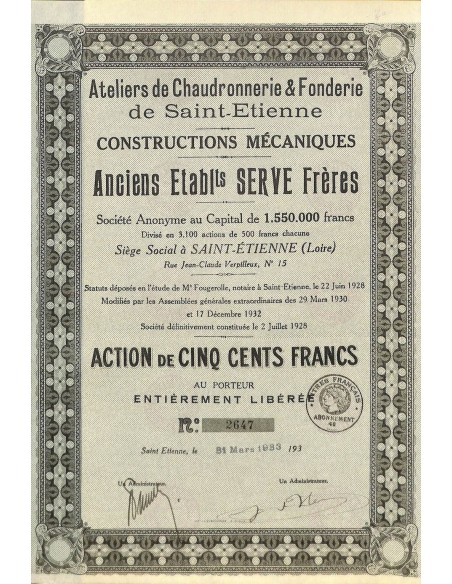 Ateliers de Chaudronnerie & Fonderie
de Saint-Etienne
CONSTRUCTIONS MÉCANIQUES
Anciens Etablts SERVE Frères
Société Anonyme au Capital de 1.550.000 francs
Divisé en 3.100 actions de 500 francs chacune
Siège Social à SAINT-ÉTIENNE (Loire)
Rue Jean-Claude Verpilleux, N° 15
Statuts déposés en l'étude de Me Fougerolle, notaire à Saint-Etienne, le 22 Juin 1928
Modifiés par les Assemblées générales extraordinaires des 29 Mars 1930
et 17 Décembre 1932
Société définitivement constituée le 2 Juillet 1928
ACTION DE CINQ CENTS FRANCS
AU PORTEUR
ENTIÈREMENT LIBÉRÉE
TIMBRES FRANÇAIS
ABONNEMENT
No: 2647
Saint Etienne, le 31 Mars 1933 193
Un Administrateur. Un Administrateur.